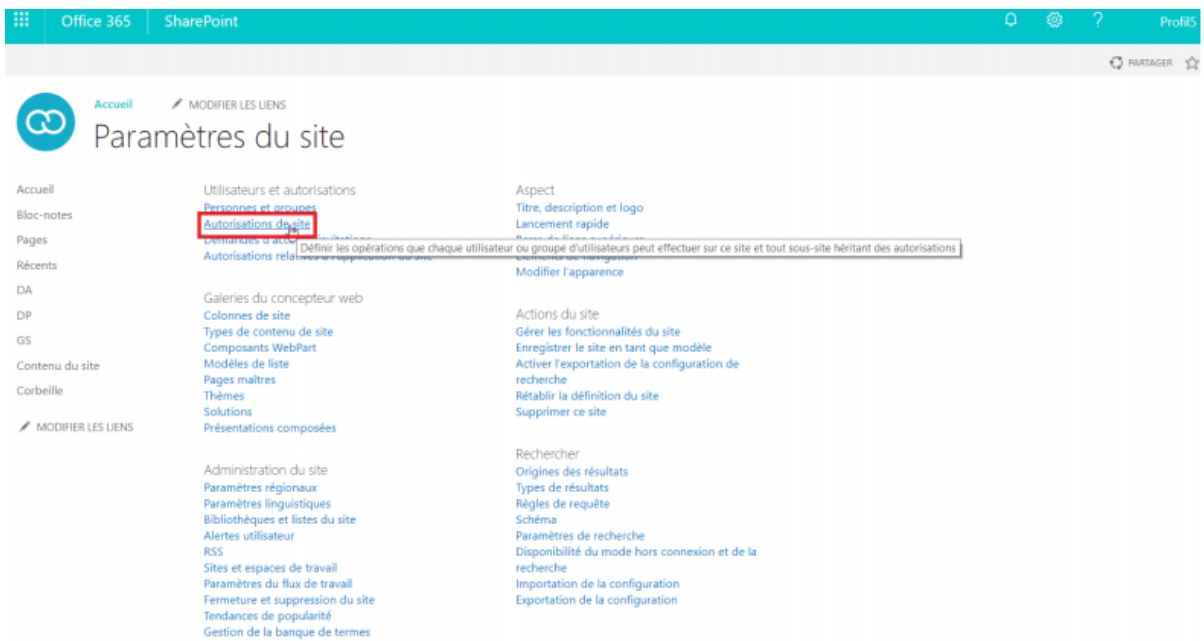 Office 365
SharePoint
?
Profil5
PARTAGER
Accueil
MODIFIER LES LIENS
Paramètres du site
Accueil
Bloc-notes
Pages
Récents
DA
DP
GS
Contenu du site
Corbeille
MODIFIER LES LIENS
Utilisateurs et autorisations
Personnes et groupes
Autorisations de site
Demandes d'accès
Définir les opérations que chaque utilisateur ou groupe d'utilisateurs peut effectuer sur ce site et tout sous-site héritant des autorisations
Autorisations relatives à l'application du site
Galeries du concepteur web
Colonnes de site
Types de contenu de site
Composants WebPart
Modèles de liste
Pages maîtres
Thèmes
Solutions
Présentations composées
Administration du site
Paramètres régionaux
Paramètres linguistiques
Bibliothèques et listes du site
Alertes utilisateur
RSS
Sites et espaces de travail
Paramètres du flux de travail
Fermeture et suppression du site
Tendances de popularité
Gestion de la banque de termes
Aspect
Titre, description et logo
Lancement rapide
Barre de liens supérieure
Éléments de navigation
Modifier l'apparence
Actions du site
Gérer les fonctionnalités du site
Enregistrer le site en tant que modèle
Activer l'exportation de la configuration de
recherche
Rétablir la définition du site
Supprimer ce site
Rechercher
Origines des résultats
Types de résultats
Règles de requête
Schéma
Paramètres de recherche
Disponibilité du mode hors connexion et de la
recherche
Importation de la configuration
Exportation de la configuration